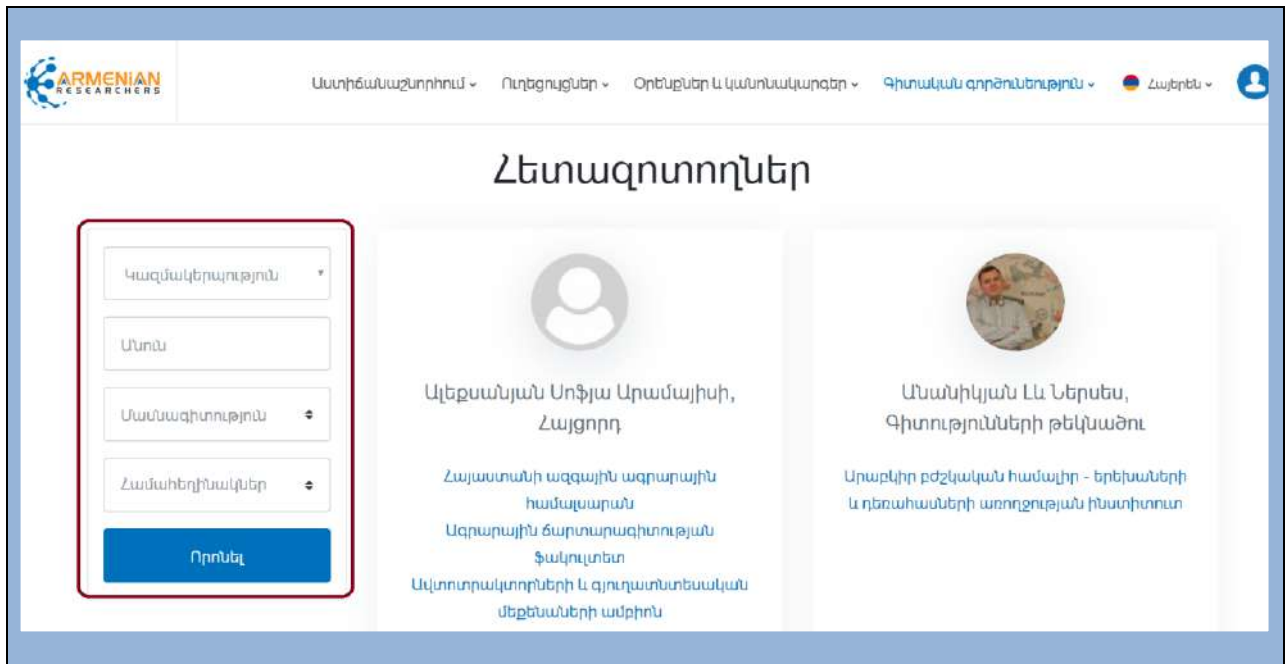 ARMENIAN
RESEARCHERS
Աստիճանաշնորհում
Ուղեցույցներ
Օրենքներ և կանոնակարգեր
Գիտական գործունեություն
Հայերեն
Հետազոտողներ
Կազմակերպություն
Անուն
Մասնագիտություն
Համահեղինակներ
Որոնել
Ալեքսանյան Սոֆյա Արամայիսի,
Հայցորդ
Հայաստանի ազգային ագրարային
համալսարան
Ագրարային ճարտարագիտության
ֆակուլտետ
Ավտոտրակտորների և գյուղատնտեսական
մեքենաների ամբիոն
Անանիկյան Լև Ներսես,
Գիտությունների թեկնածու
Արաբկիր բժշկական համալիր - երեխաների
և դեռահասների առողջության ինստիտուտ